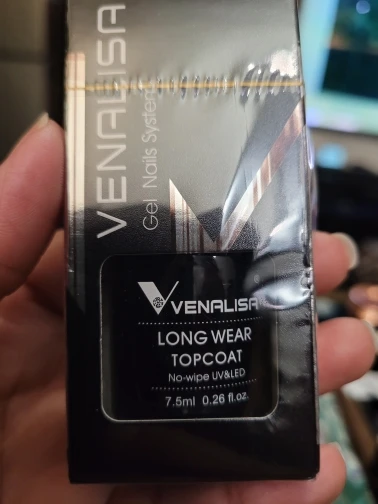 VENALISA
Gel Nails System
VENALISA
LONG WEAR
TOPCOAT
No-wipe UV&LED
7.5ml 0.26 fl.oz.